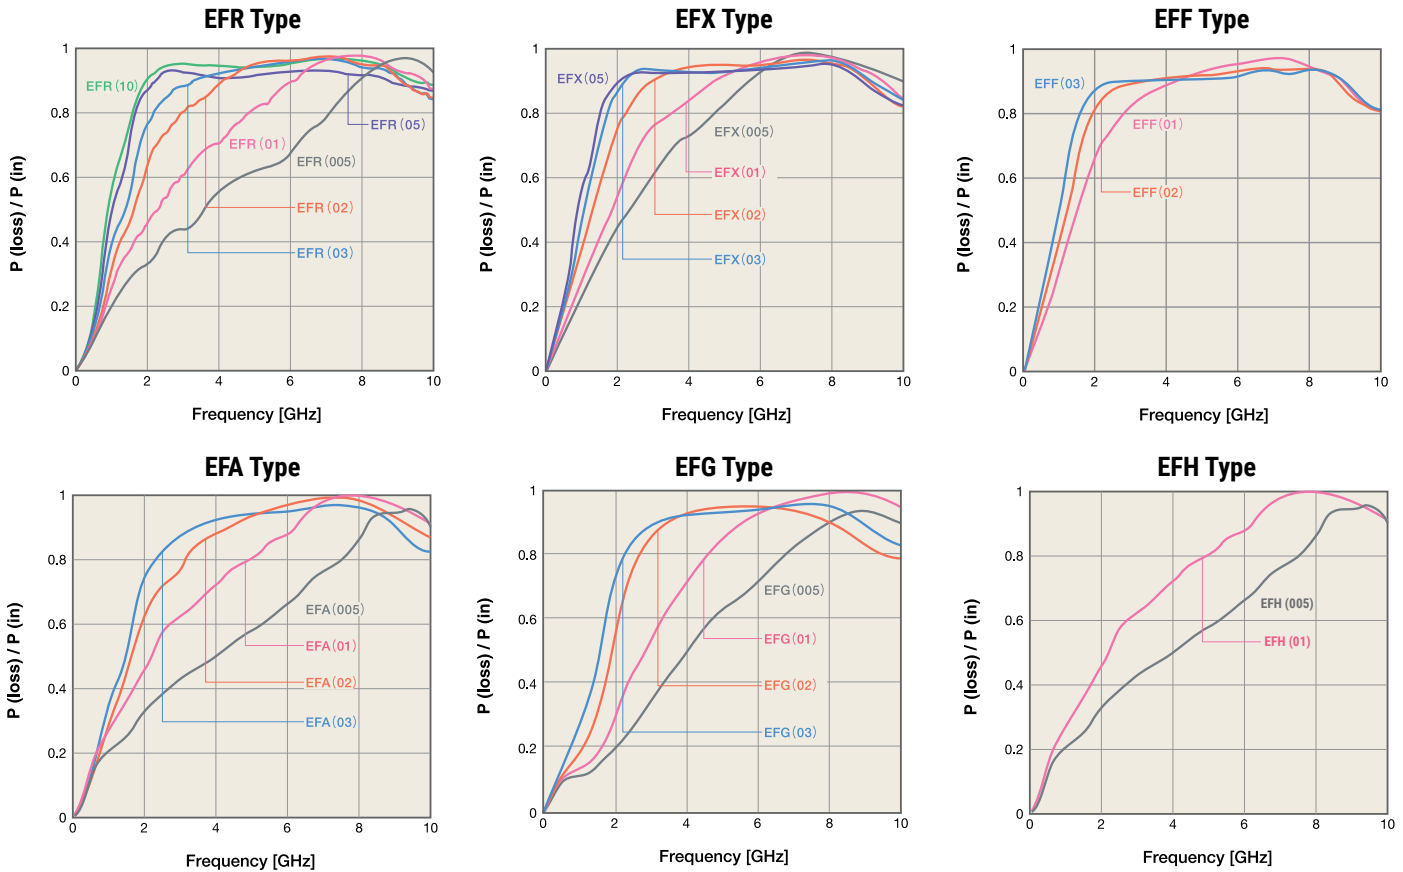 EFR Type
EFX Type
EFF Type
P (loss) / P (in)
1
0.8
0.6
0.4
0.2
0
0 2 4 6 8 10
Frequency [GHz]
EFR(10)
EFR(05)
EFR(01)
EFR(005)
EFR(02)
EFR(03)
P (loss) / P (in)
1
0.8
0.6
0.4
0.2
0
0 2 4 6 8 10
Frequency [GHz]
EFX(05)
EFX(005)
EFX(01)
EFX(02)
EFX(03)
P (loss) / P (in)
1
0.8
0.6
0.4
0.2
0
0 2 4 6 8 10
Frequency [GHz]
EFF(03)
EFF(01)
EFF(02)
EFA Type
EFG Type
EFH Type
P (loss) / P (in)
1
0.8
0.6
0.4
0.2
0
0 2 4 6 8 10
Frequency [GHz]
EFA(005)
EFA(01)
EFA(02)
EFA(03)
P (loss) / P (in)
1
0.8
0.6
0.4
0.2
0
0 2 4 6 8 10
Frequency [GHz]
EFG(005)
EFG(01)
EFG(02)
EFG(03)
P (loss) / P (in)
1
0.8
0.6
0.4
0.2
0
0 2 4 6 8 10
Frequency [GHz]
EFH (005)
EFH (01)